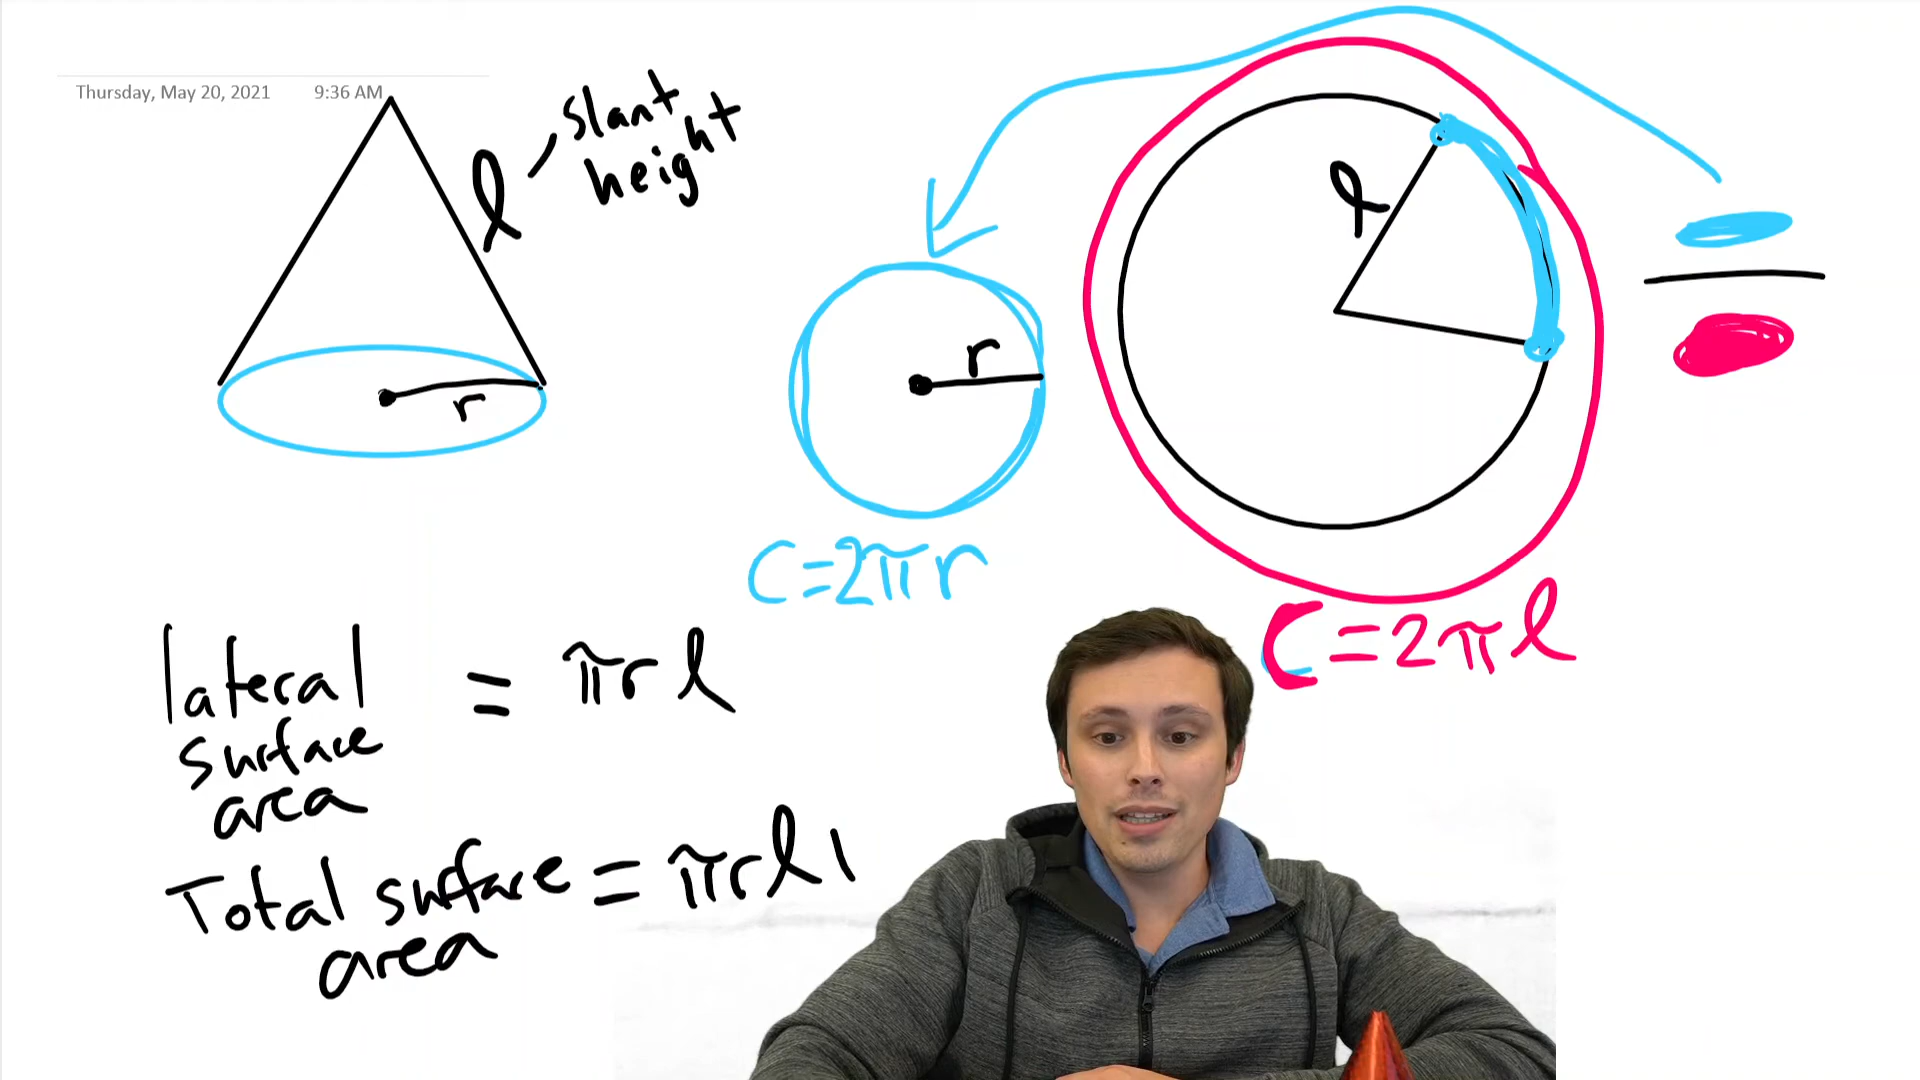 Thursday, May 20, 2021 9:36 AM
l
slant
height
r
r
l
C=2πr
C=2πl
lateral
surface
area
= πrl
Total surface = πrl
area